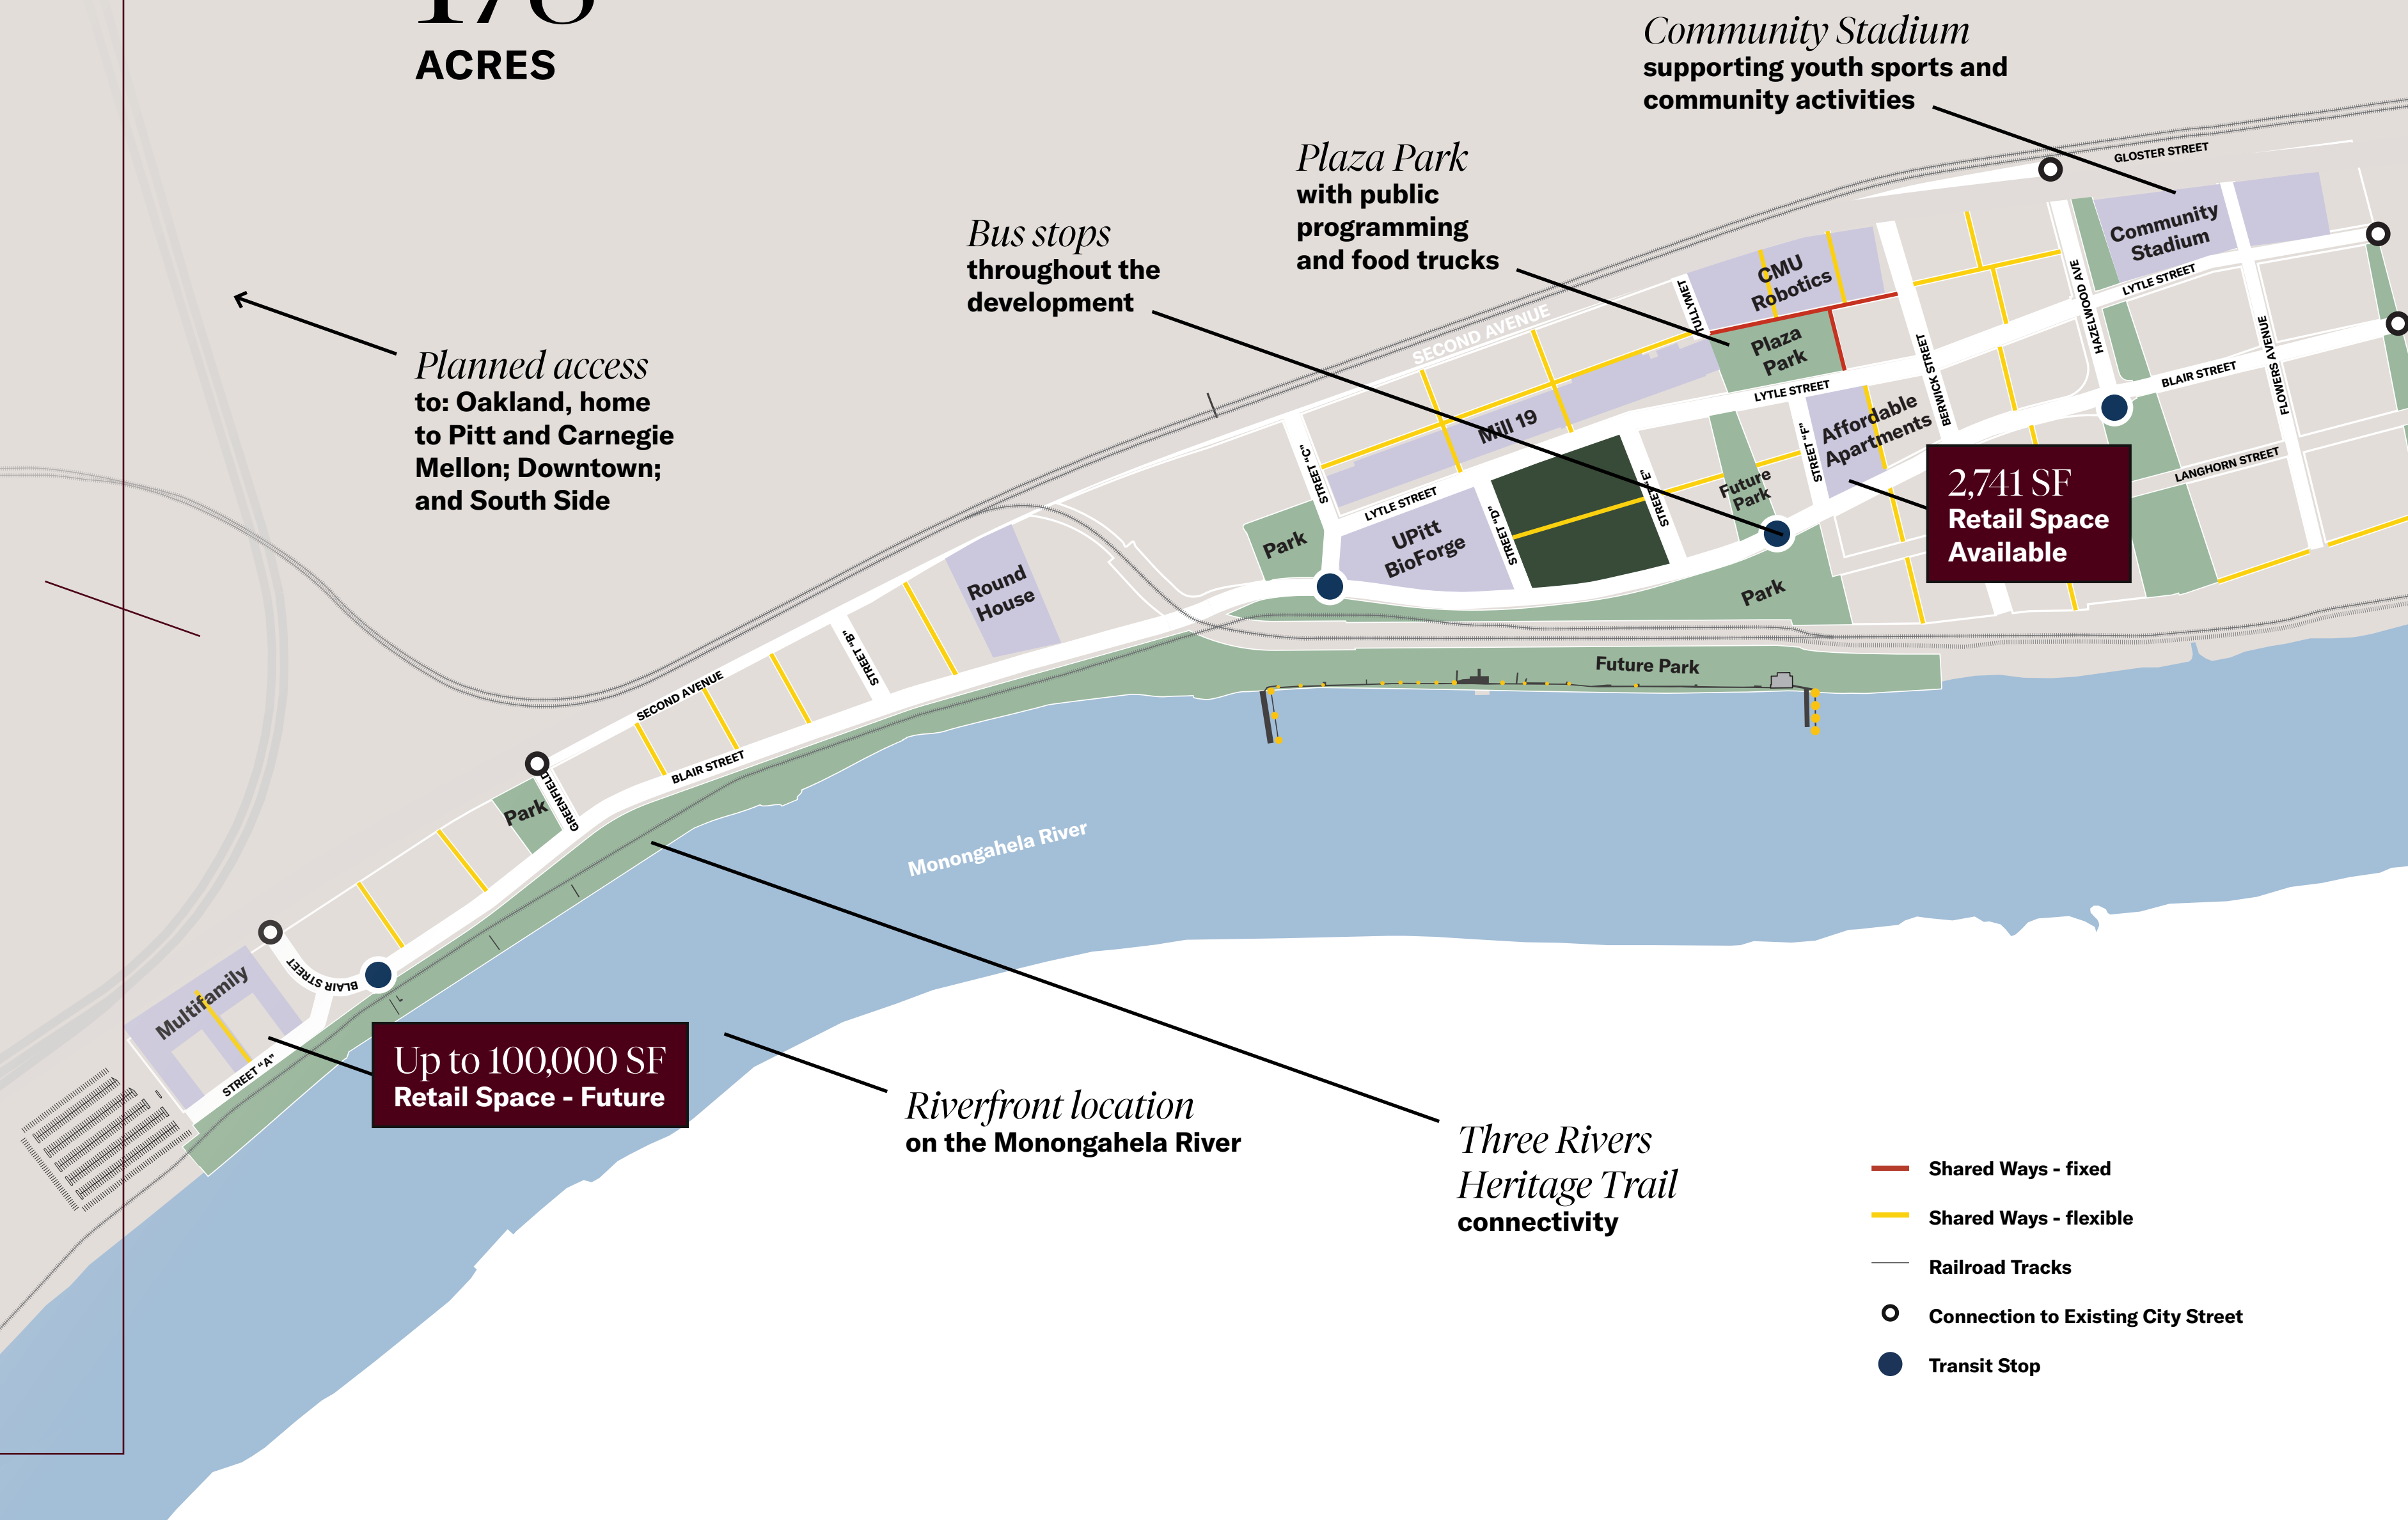 178
ACRES
Community Stadium
supporting youth sports and
community activities
Plaza Park
with public
programming
and food trucks
Bus stops
throughout the
development
Planned access
to: Oakland, home
to Pitt and Carnegie
Mellon; Downtown;
and South Side
GLOSTER STREET
Community
Stadium
LYTLE STREET
HAZELWOOD AVE
FLOWERS AVENUE
BLAIR STREET
LANGHORN STREET
CMU
Robotics
TULLYMET
Plaza
Park
BERWICK STREET
LYTLE STREET
SECOND AVENUE
Mill 19
Affordable
Apartments
STREET "F"
Future
Park
STREET "E"
STREET "C"
LYTLE STREET
UPitt
BioForge
STREET "D"
Park
Park
2,741 SF
Retail Space
Available
Round
House
STREET "B"
Future Park
SECOND AVENUE
BLAIR STREET
GREENFIELD
Park
Monongahela River
BLAIR STREET
Multifamily
STREET "A"
Up to 100,000 SF
Retail Space - Future
Riverfront location
on the Monongahela River
Three Rivers
Heritage Trail
connectivity
Shared Ways - fixed
Shared Ways - flexible
Railroad Tracks
Connection to Existing City Street
Transit Stop